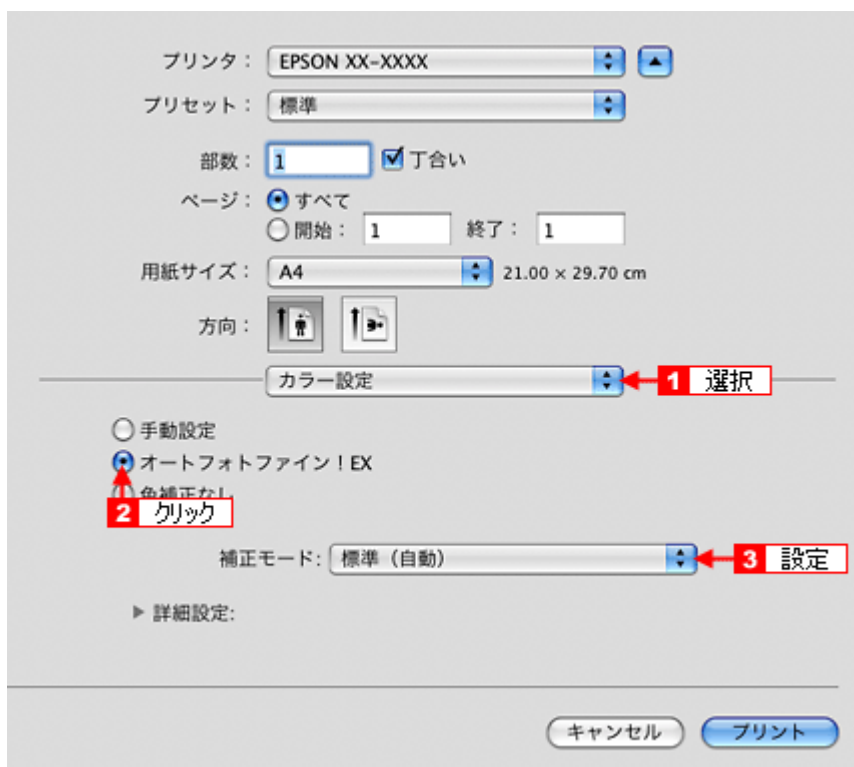 プリンタ： EPSON XX-XXXX
プリセット： 標準
部数： 1 丁合い
ページ： すべて
開始： 1 終了： 1
用紙サイズ： A4 21.00 × 29.70 cm
方向：
カラー設定 1 選択
手動設定
オートフォトファイン！EX
色補正なし
2 クリック
補正モード: 標準（自動） 3 設定
詳細設定:
キャンセル プリント